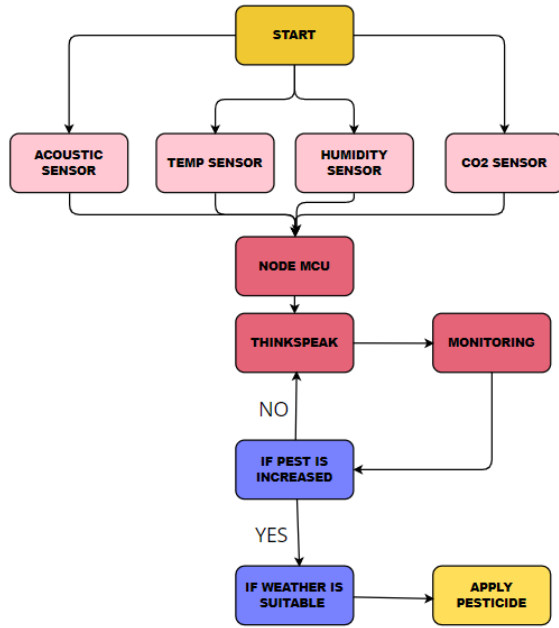 START
ACOUSTIC
SENSOR
TEMP SENSOR
HUMIDITY
SENSOR
CO2 SENSOR
NODE MCU
THINKSPEAK
MONITORING
NO
IF PEST IS
INCREASED
YES
IF WEATHER IS
SUITABLE
APPLY
PESTICIDE